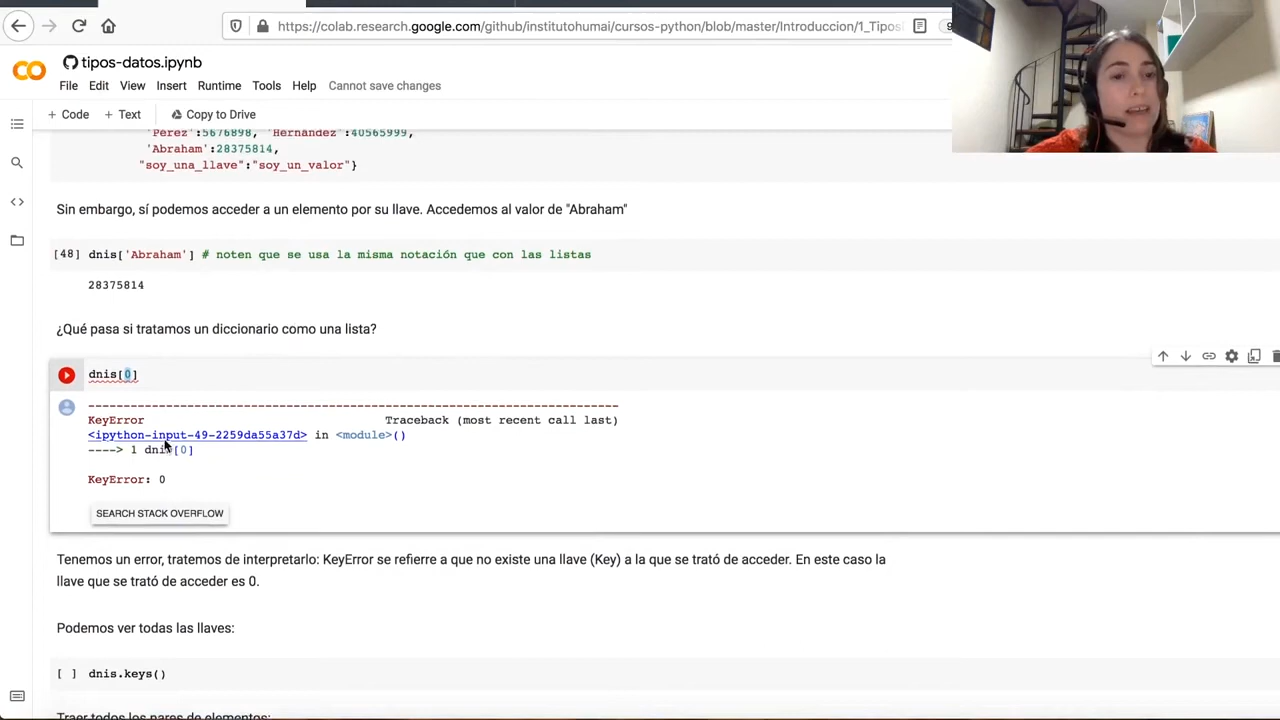 https://colab.research.google.com/github/institutohumai/cursos-python/blob/master/Introduccion/1_Tipos
tipos-datos.ipynb
File Edit View Insert Runtime Tools Help Cannot save changes
+ Code + Text Copy to Drive
'Perez':5676898, 'Hernandez':40565999,
'Abraham':28375814,
"soy_una_llave":"soy_un_valor"}
Sin embargo, sí podemos acceder a un elemento por su llave. Accedemos al valor de "Abraham"
[48] dnis['Abraham'] # noten que se usa la misma notación que con las listas
28375814
¿Qué pasa si tratamos un diccionario como una lista?
dnis[0]
---------------------------------------------------------------------------
KeyError Traceback (most recent call last)
<ipython-input-49-2259da55a37d> in <module>()
----> 1 dnis[0]
KeyError: 0
SEARCH STACK OVERFLOW
Tenemos un error, tratemos de interpretarlo: KeyError se refierre a que no existe una llave (Key) a la que se trató de acceder. En este caso la
llave que se trató de acceder es 0.
Podemos ver todas las llaves:
[ ] dnis.keys()
Traer todos los pares de elementos: